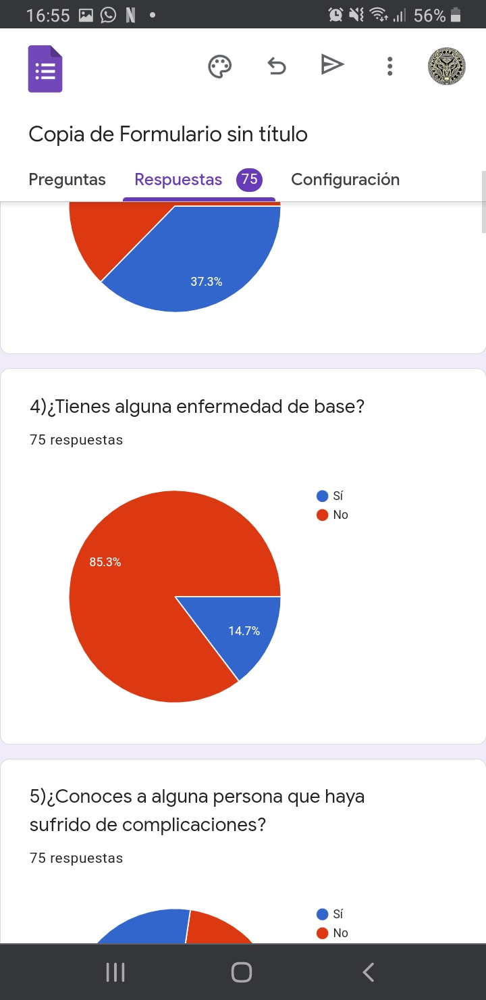 16:55
56%
Copia de Formulario sin título
Preguntas Respuestas 75 Configuración
37.3%
4)¿Tienes alguna enfermedad de base?
75 respuestas
Sí
No
85.3%
14.7%
5)¿Conoces a alguna persona que haya
sufrido de complicaciones?
75 respuestas
Sí
No